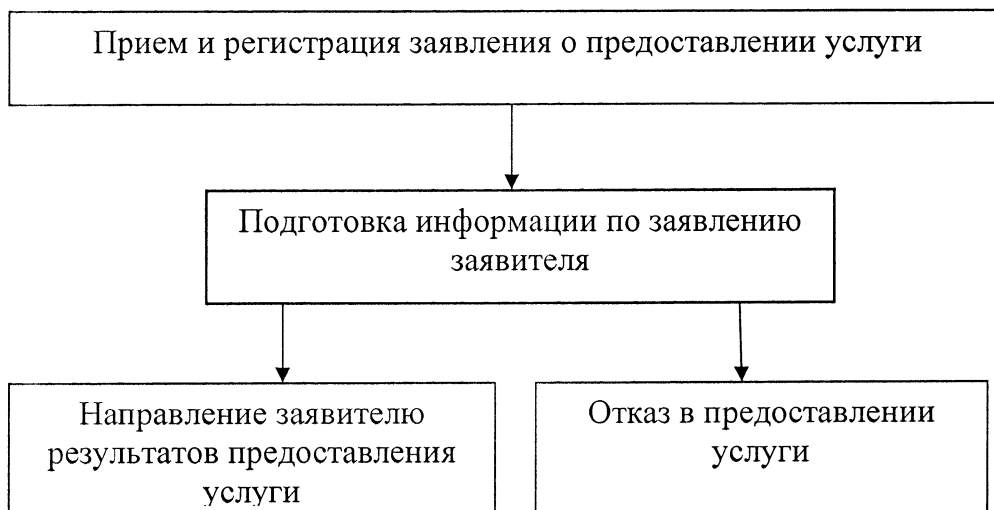 Прием и регистрация заявления о предоставлении услуги
Подготовка информации по заявлению
заявителя
Направление заявителю
результатов предоставления
услуги
Отказ в предоставлении
услуги